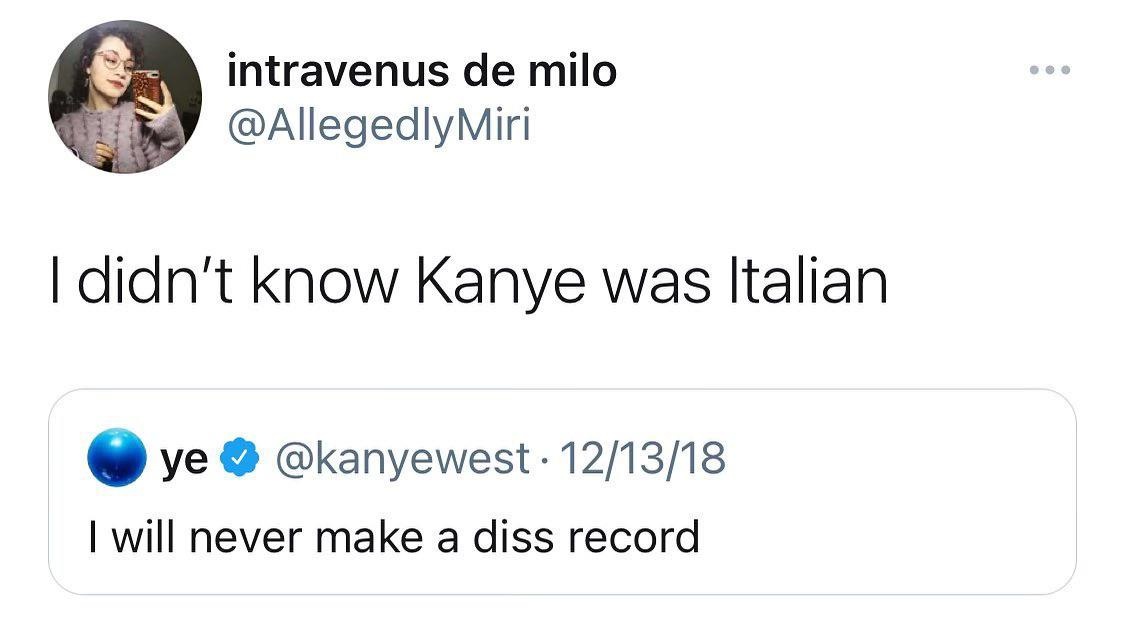 intravenus de milo
@AllegedlyMiri
I didn’t know Kanye was Italian
ye @kanyewest · 12/13/18
I will never make a diss record